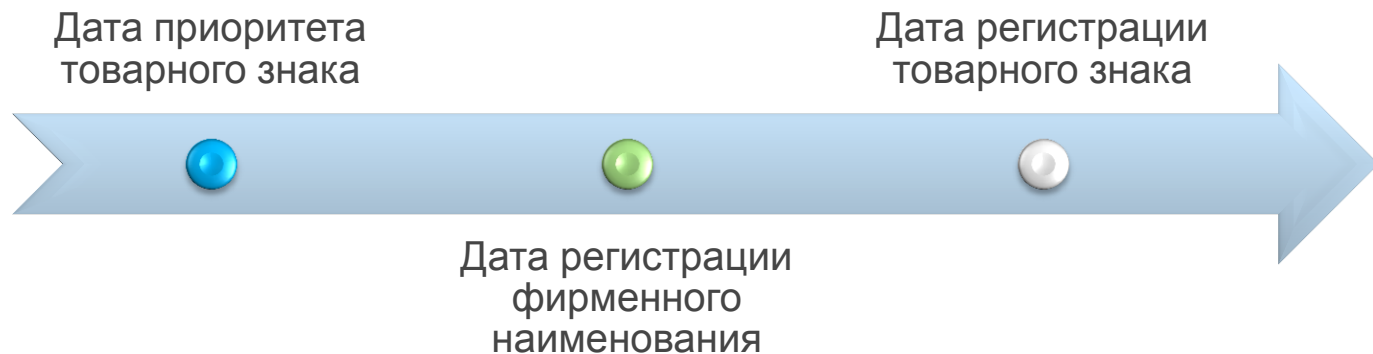 Дата приоритета
товарного знака
Дата регистрации
товарного знака
Дата регистрации
фирменного
наименования